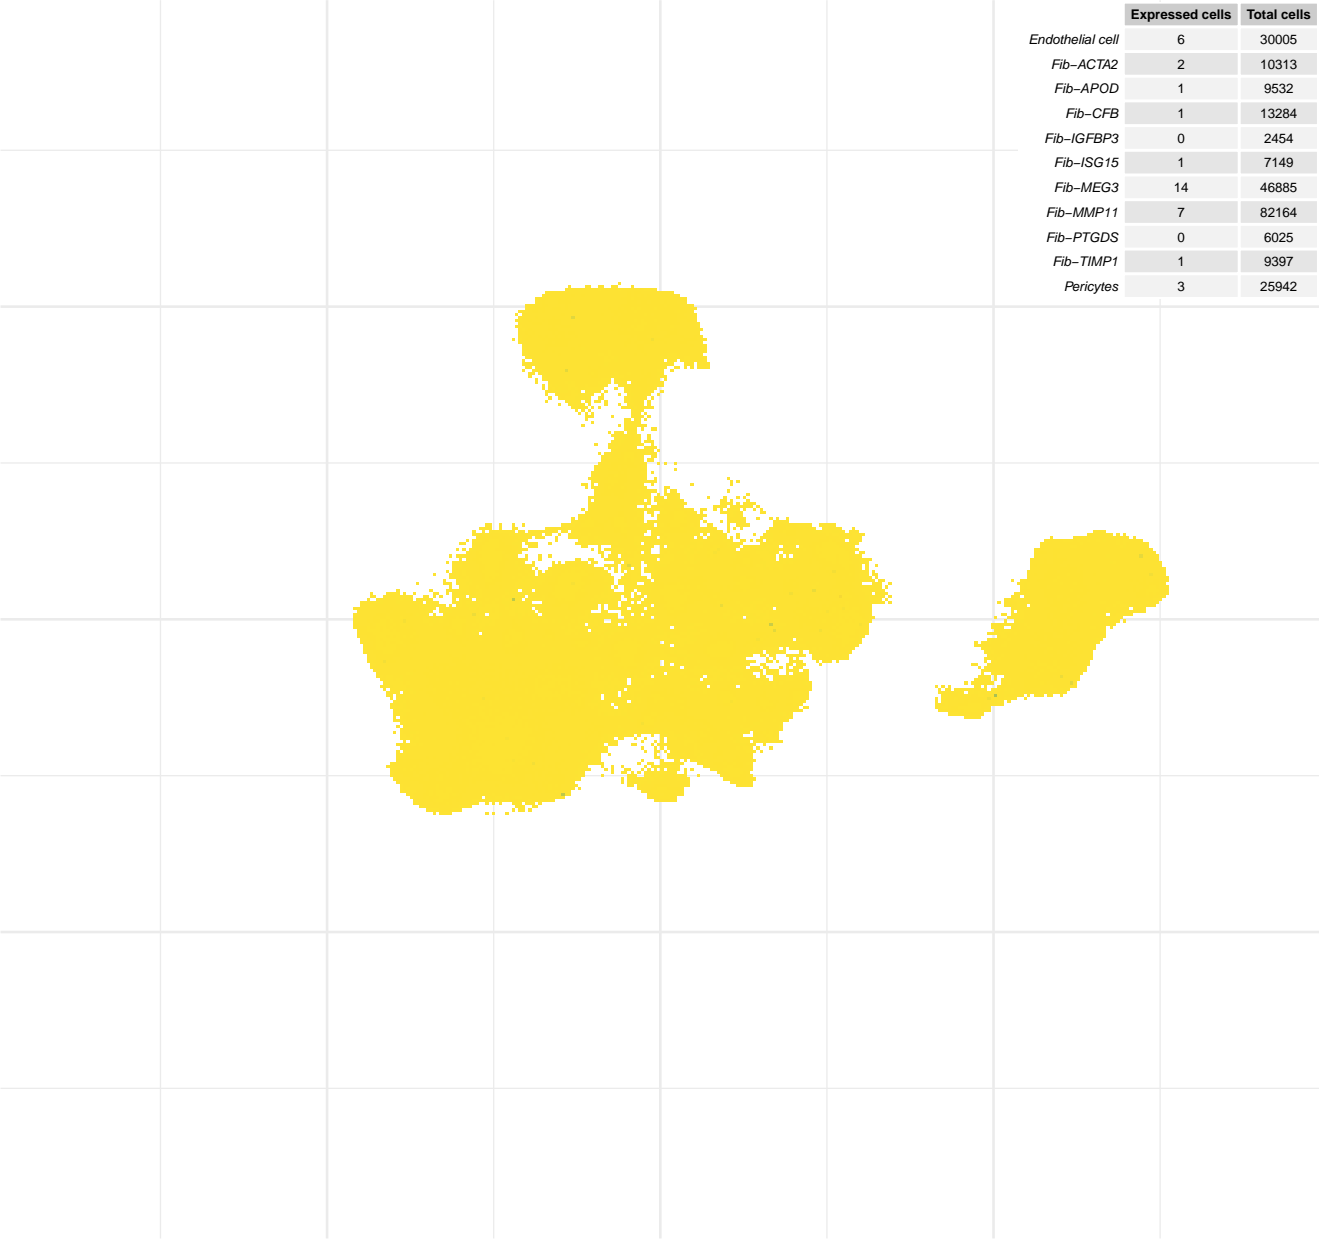 Expressed cells Total cells
Endothelial cell 6 30005
Fib−ACTA2 2 10313
Fib−APOD 1 9532
Fib−CFB 1 13284
Fib−IGFBP3 0 2454
Fib−ISG15 1 7149
Fib−MEG3 14 46885
Fib−MMP11 7 82164
Fib−PTGDS 0 6025
Fib−TIMP1 1 9397
Pericytes 3 25942